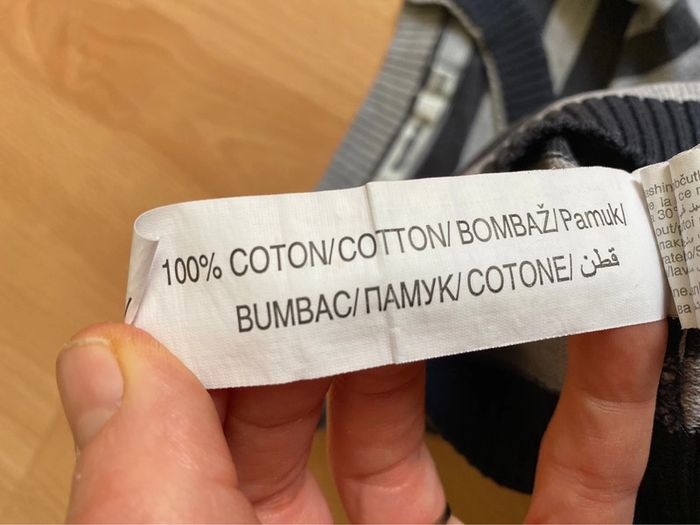 100% COTON/COTTON/ BOMBAŽ/Pamuk/
BUMBAC/ ПАМУК/ COTONE/ قطن